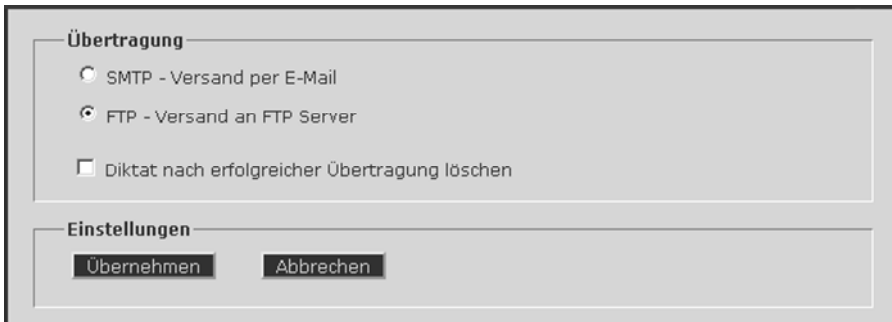 Übertragung
SMTP - Versand per E-Mail
FTP - Versand an FTP Server
Diktat nach erfolgreicher Übertragung löschen
Einstellungen
Übernehmen Abbrechen